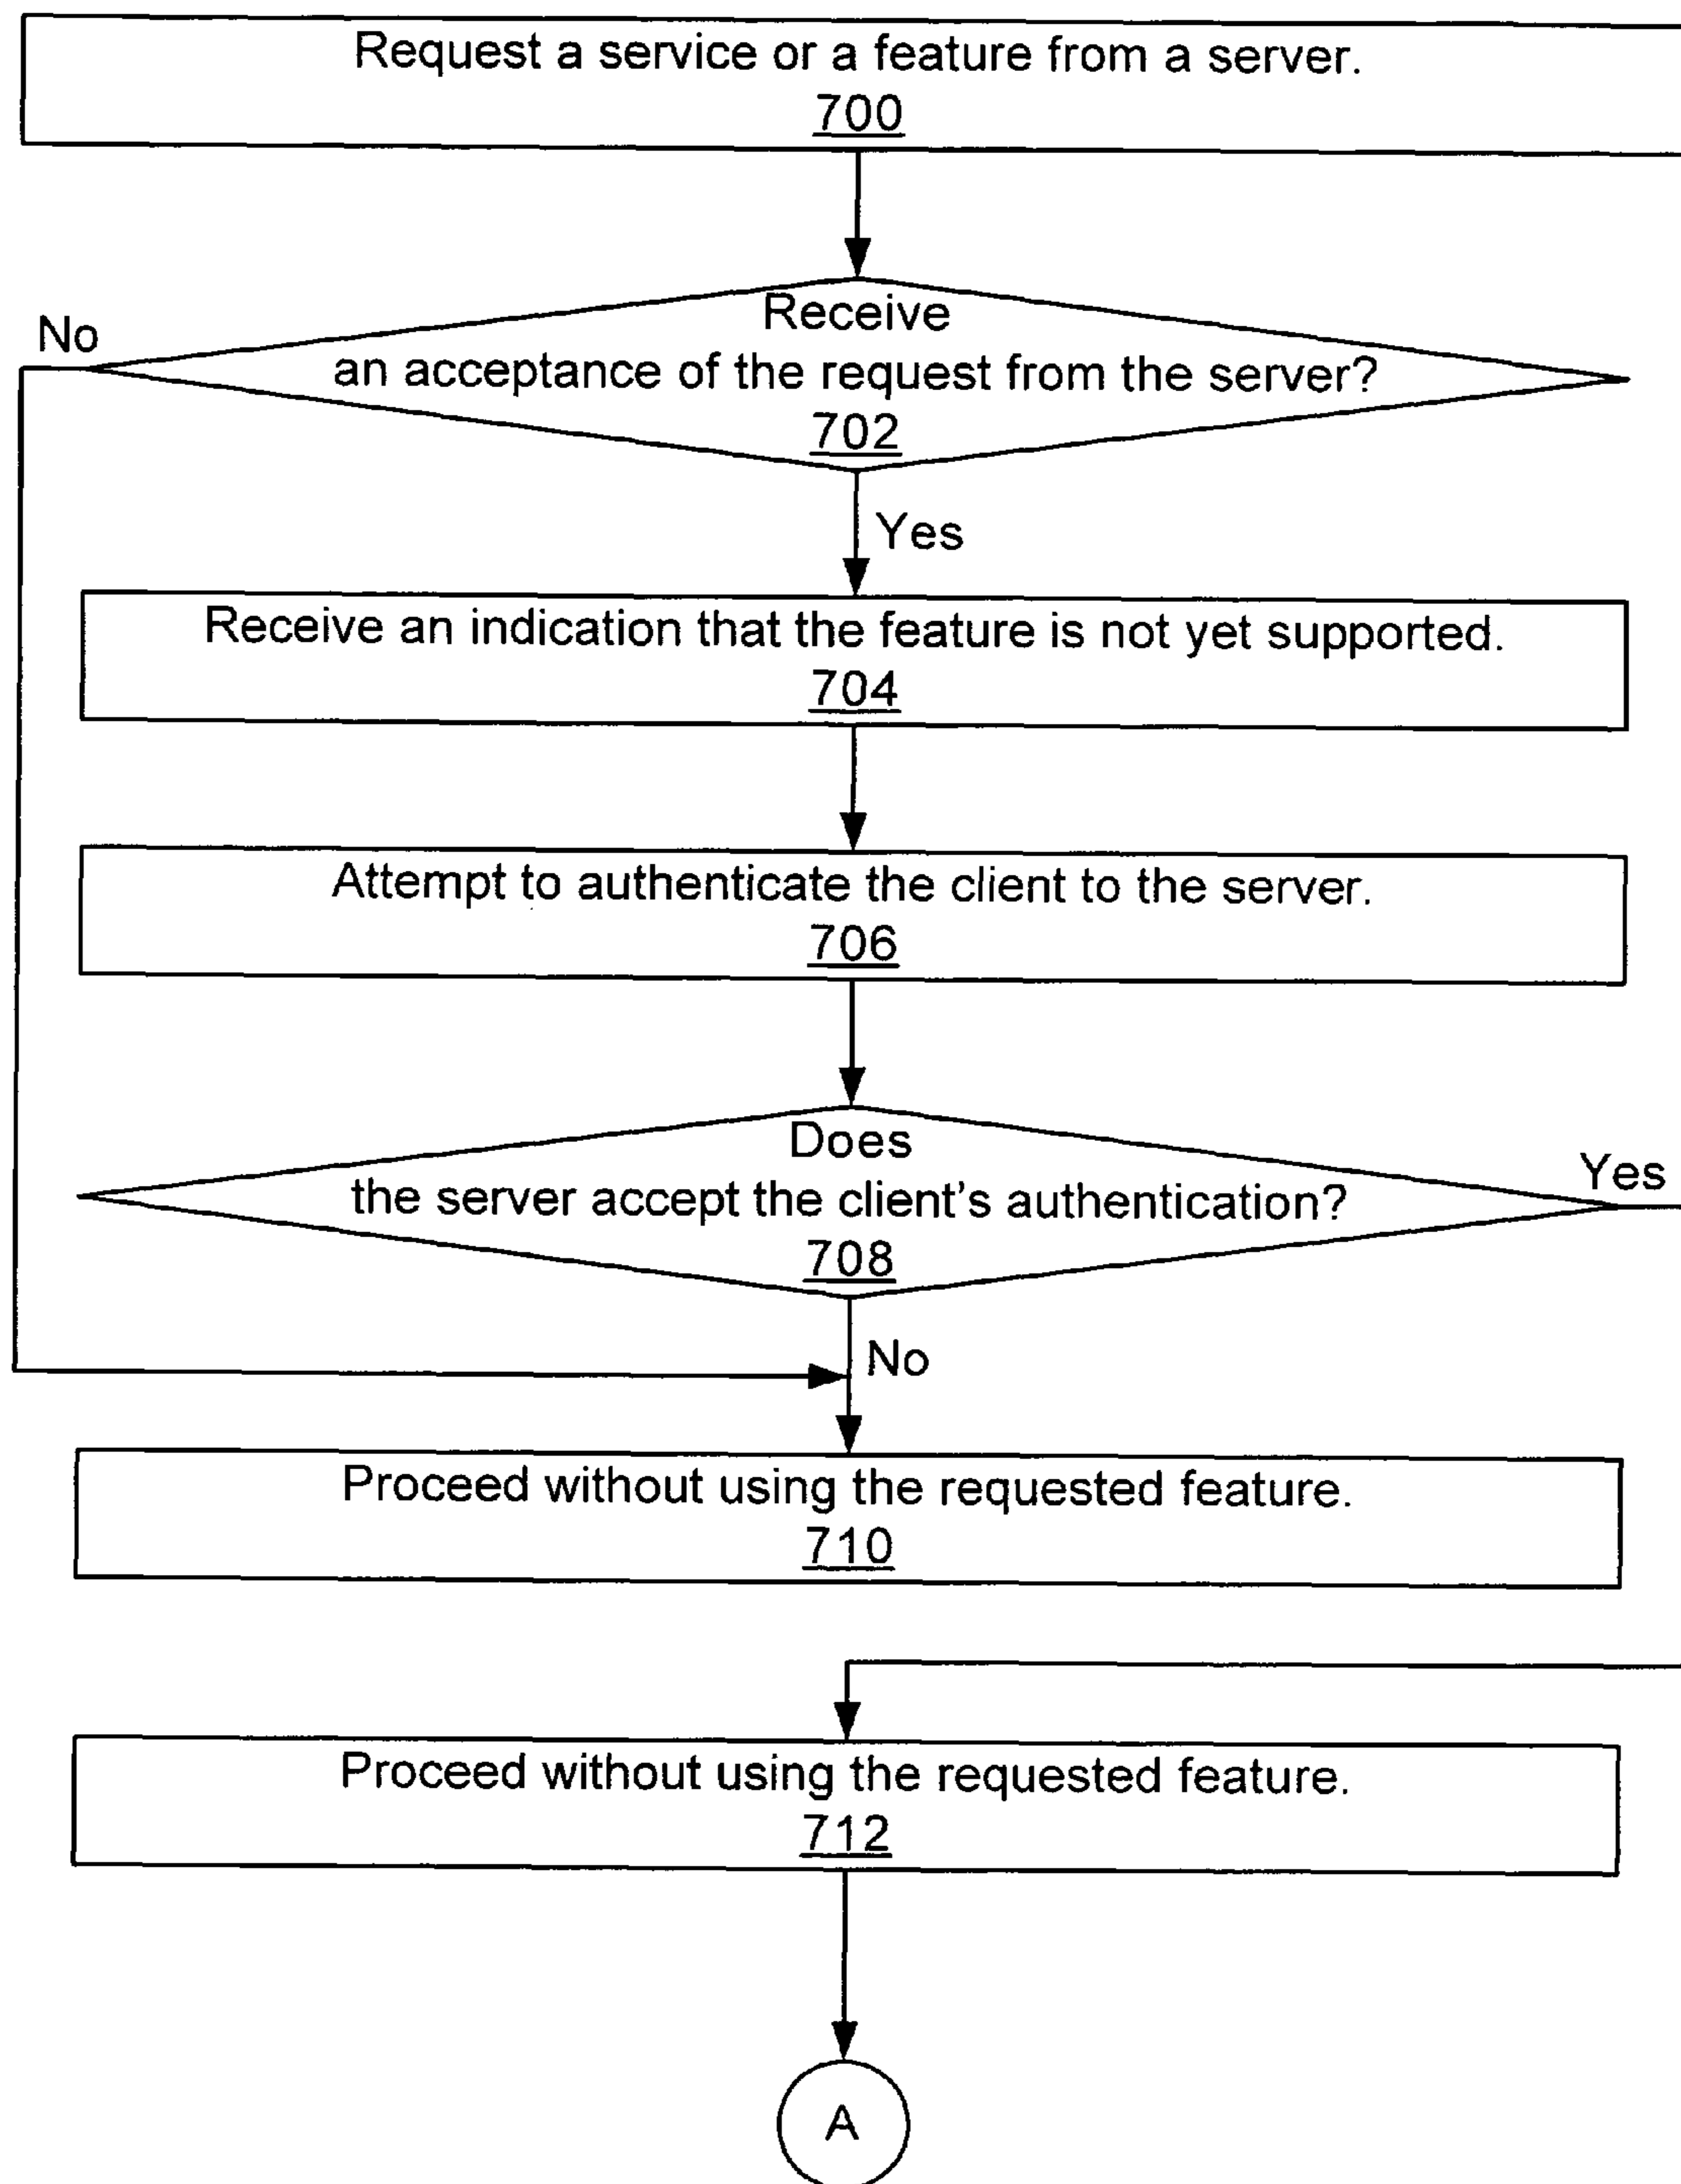 Request a service or a feature from a server.
700
Receive
No
an acceptance of the request from the server?
702
Yes
Receive an indication that the feature is not yet supported.
704
Attempt to authenticate the client to the server.
706
Does
Yes
the server accept the client's authentication?
708
No
Proceed without using the requested feature.
710
Proceed without using the requested feature.
712
A